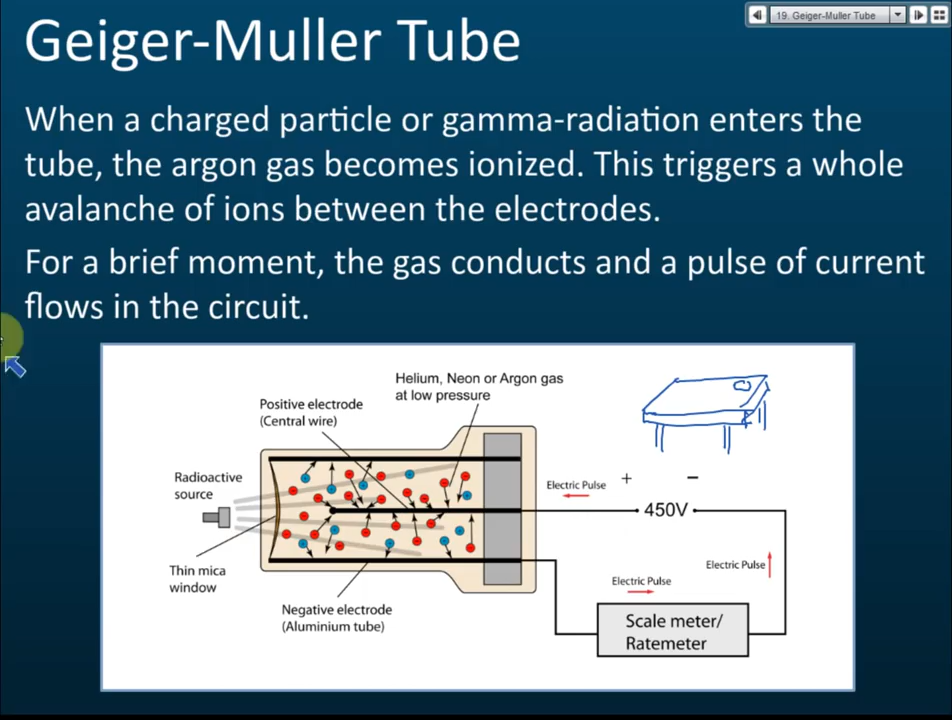 19. Geiger-Muller Tube
Geiger-Muller Tube
When a charged particle or gamma-radiation enters the
tube, the argon gas becomes ionized. This triggers a whole
avalanche of ions between the electrodes.
For a brief moment, the gas conducts and a pulse of current
flows in the circuit.
Helium, Neon or Argon gas
at low pressure
Positive electrode
(Central wire)
Radioactive
source
Electric Pulse
+ −
450V
Thin mica
window
Electric Pulse
Electric Pulse
Negative electrode
(Aluminium tube)
Scale meter/
Ratemeter